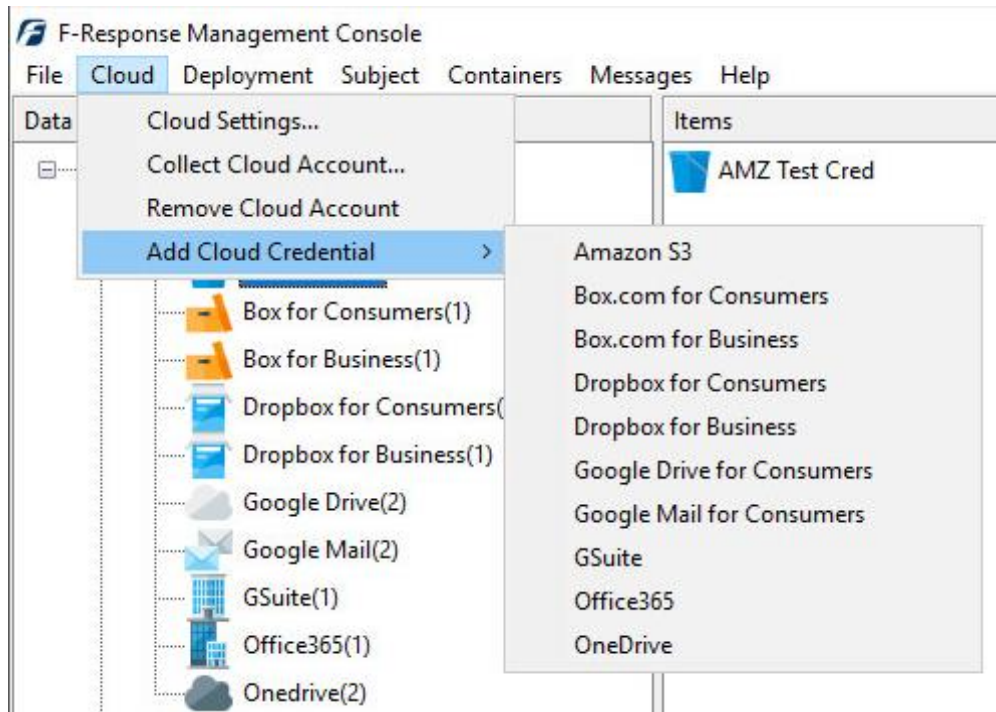 F-Response Management Console
File Cloud Deployment Subject Containers Messages Help
Data
Items
Cloud Settings...
Collect Cloud Account...
Remove Cloud Account
Add Cloud Credential >
AMZ Test Cred
Amazon S3
Box.com for Consumers
Box.com for Business
Dropbox for Consumers
Dropbox for Business
Google Drive for Consumers
Google Mail for Consumers
GSuite
Office365
OneDrive
Box for Consumers(1)
Box for Business(1)
Dropbox for Consumers(
Dropbox for Business(1)
Google Drive(2)
Google Mail(2)
GSuite(1)
Office365(1)
Onedrive(2)